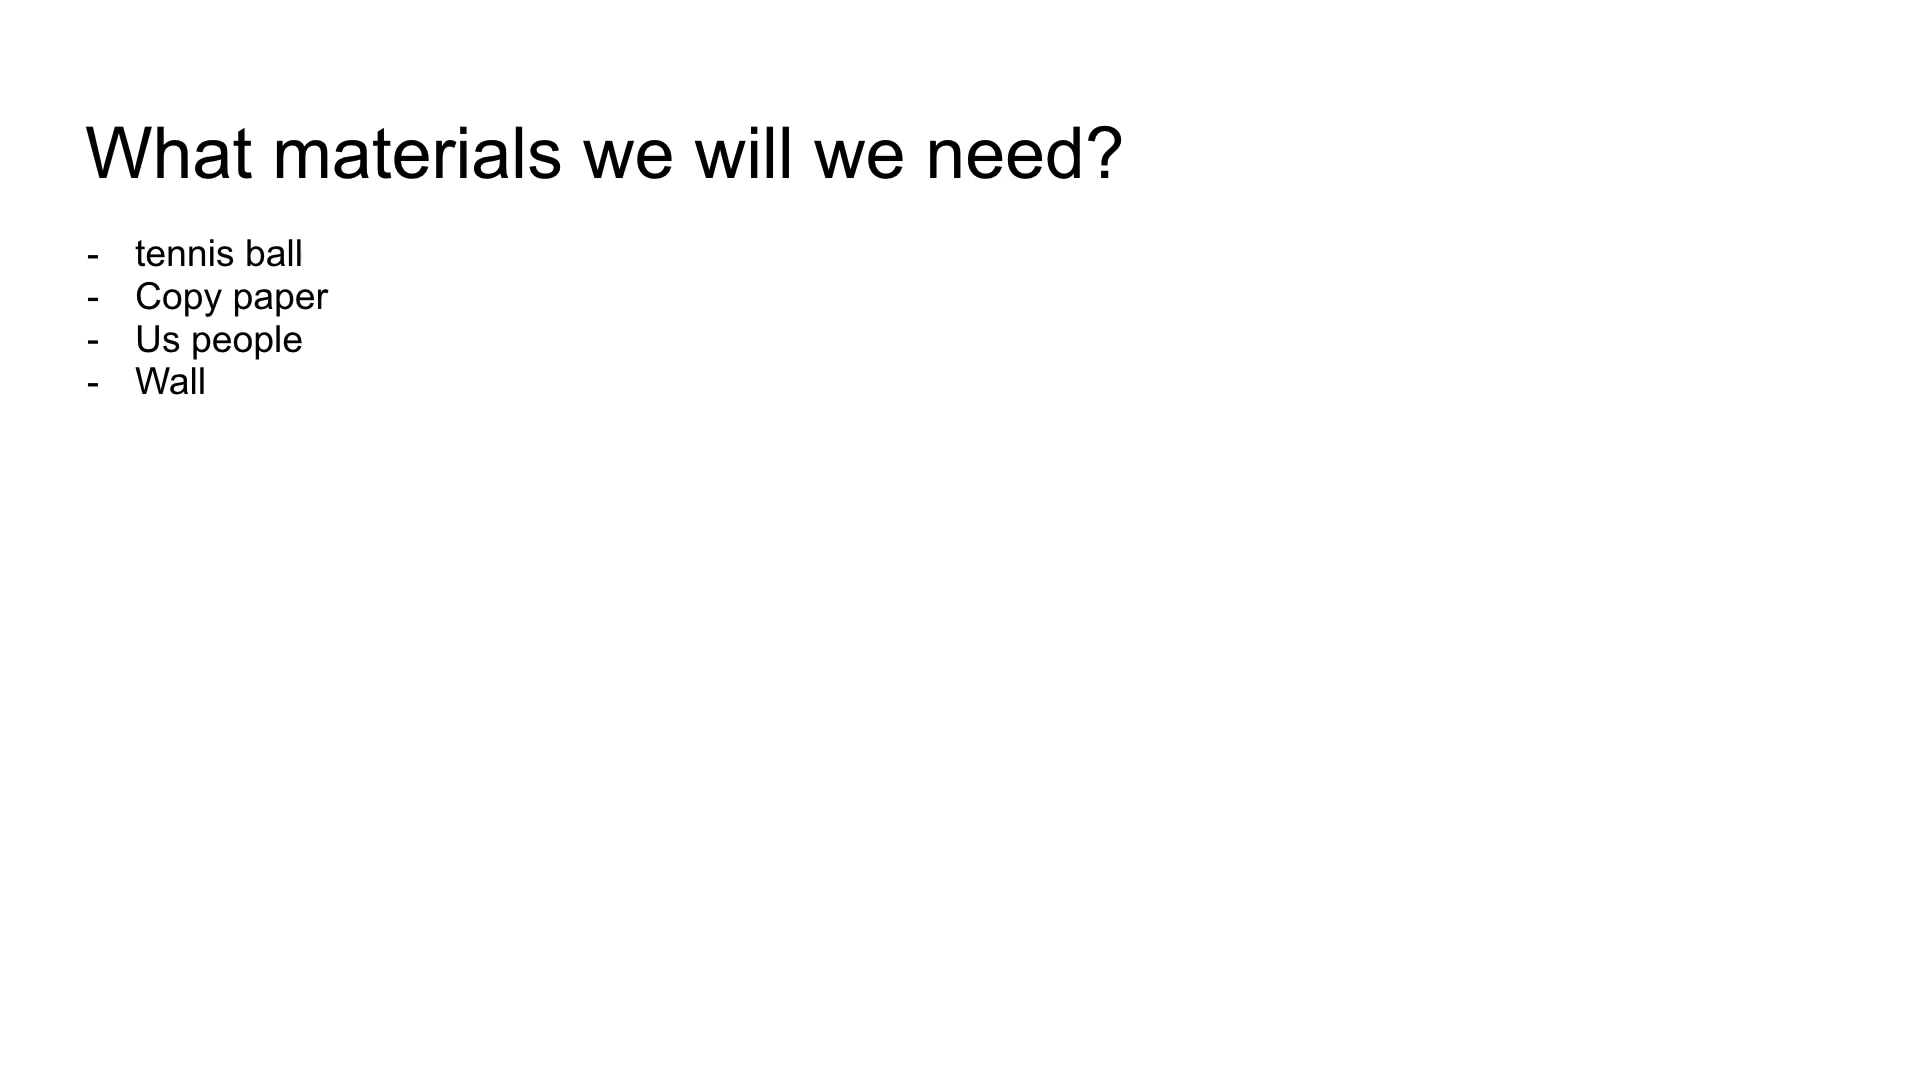 What materials we will we need?
- tennis ball
- Copy paper
- Us people
- Wall